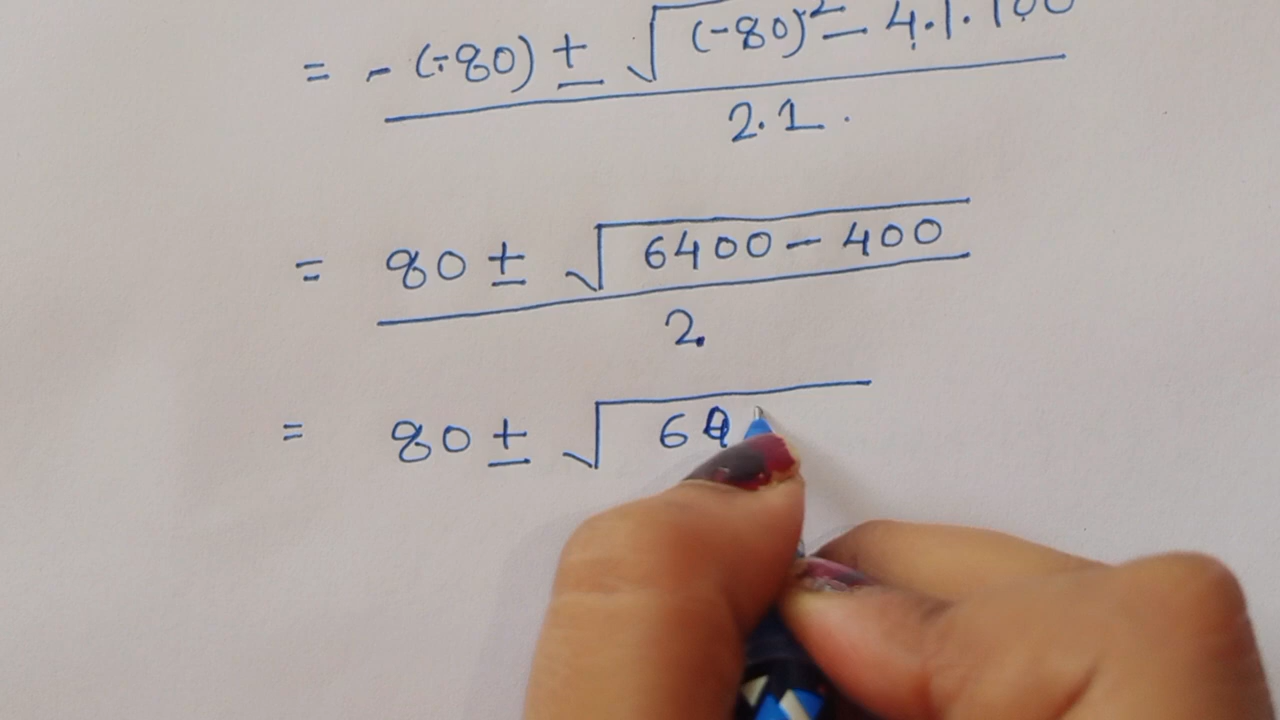 = -(-80) ± √(-80)² - 4.1.100
2.1.
= 80 ± √6400 - 400
2
= 80 ± √6